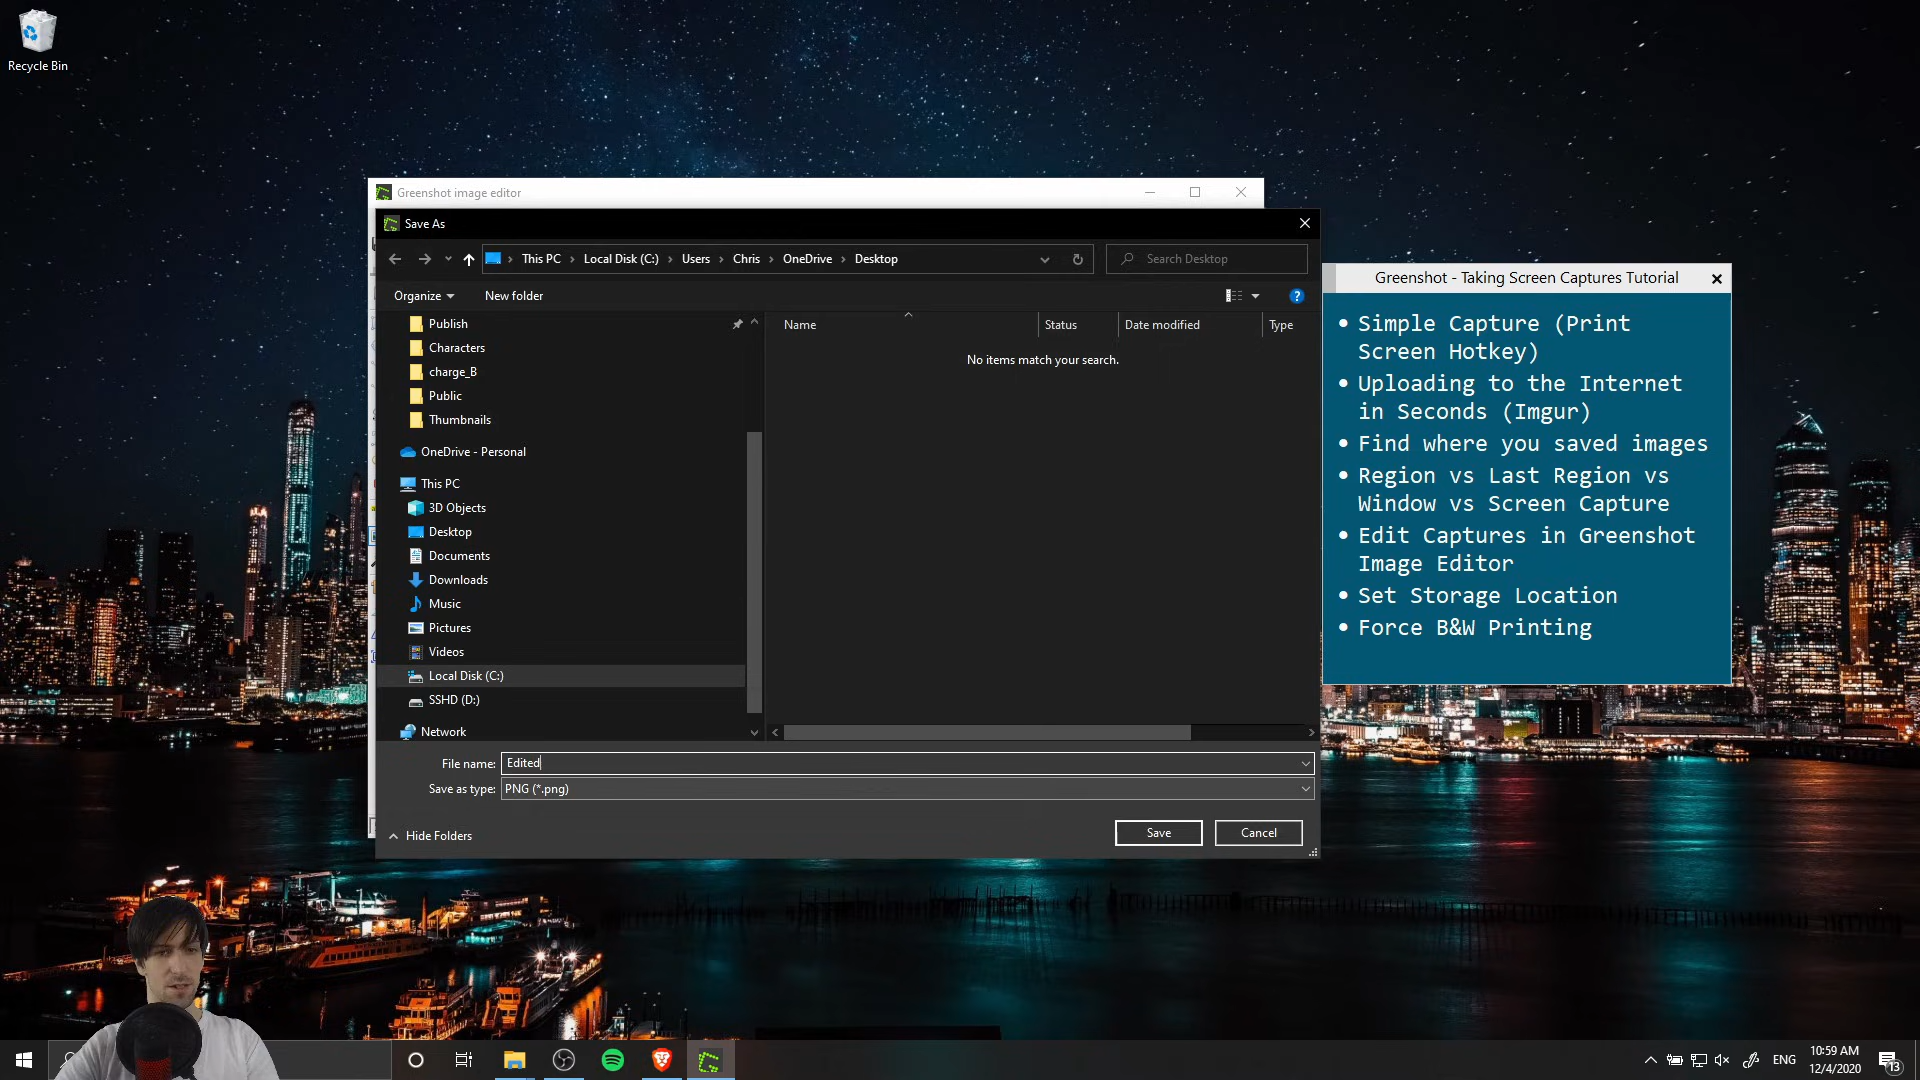 Recycle Bin
Greenshot image editor
Save As
This PC
Local Disk (C:)
Users
Chris
OneDrive
Desktop
Search Desktop
Organize
New folder
?
Publish
Characters
charge_B
Public
Thumbnails
OneDrive - Personal
This PC
3D Objects
Desktop
Documents
Downloads
Music
Pictures
Videos
Local Disk (C:)
SSHD (D:)
Network
Name
Status
Date modified
Type
No items match your search.
File name: Edited
Save as type: PNG (*.png)
Hide Folders
Save
Cancel
Greenshot - Taking Screen Captures Tutorial
• Simple Capture (Print
Screen Hotkey)
• Uploading to the Internet
in Seconds (Imgur)
• Find where you saved images
• Region vs Last Region vs
Window vs Screen Capture
• Edit Captures in Greenshot
Image Editor
• Set Storage Location
• Force B&W Printing
ENG
10:59 AM
12/4/2020
13